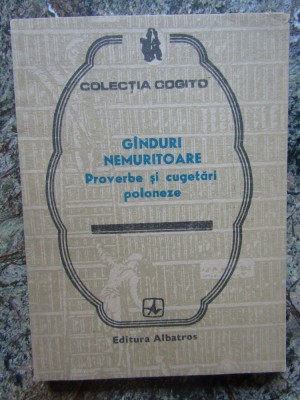 COLECȚIA COGITO
GÎNDURI
NEMURITOARE
Proverbe și cugetări
poloneze
Editura Albatros